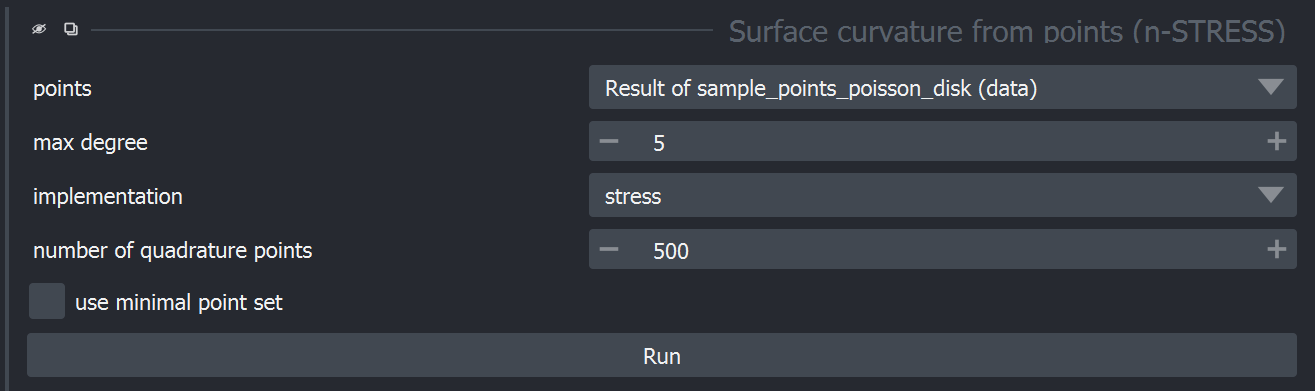 Surface curvature from points (n-STRESS)
points
Result of sample_points_poisson_disk (data)
max degree
5
implementation
stress
number of quadrature points
500
use minimal point set
Run